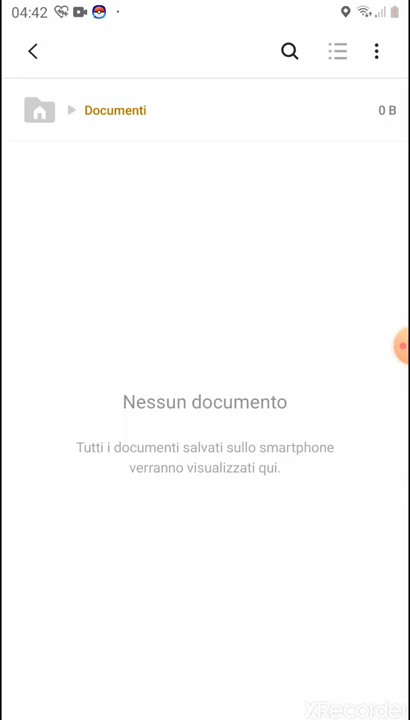 04:42
Documenti
0 B
Nessun documento
Tutti i documenti salvati sullo smartphone
verranno visualizzati qui.
XRecorder